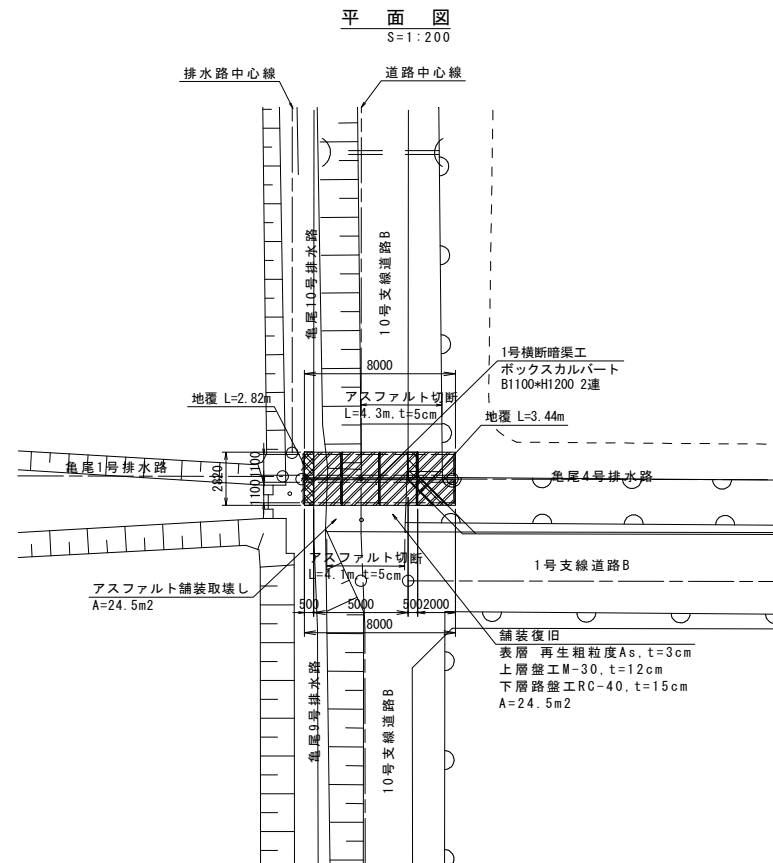 平面図
S=1:200
排水路中心線
道路中心線
亀尾10号排水路
10号支線道路B
8000
1号横断暗渠工
ボックスカルバート
B1100*H1200 2連
アスファルト切断
L=4.3m,t=5cm
地覆 L=2.82m
地覆 L=3.44m
亀尾1号排水路
2820
1100
1100
亀尾4号排水路
アスファルト切断
L=4.1m,t=5cm
1号支線道路B
アスファルト舗装取壊し
A=24.5m2
500
5000
500
2000
8000
舗装復旧
表層 再生粗粒度As,t=3cm
上層盤工M-30,t=12cm
下層路盤工RC-40,t=15cm
A=24.5m2
亀尾9号排水路
10号支線道路B